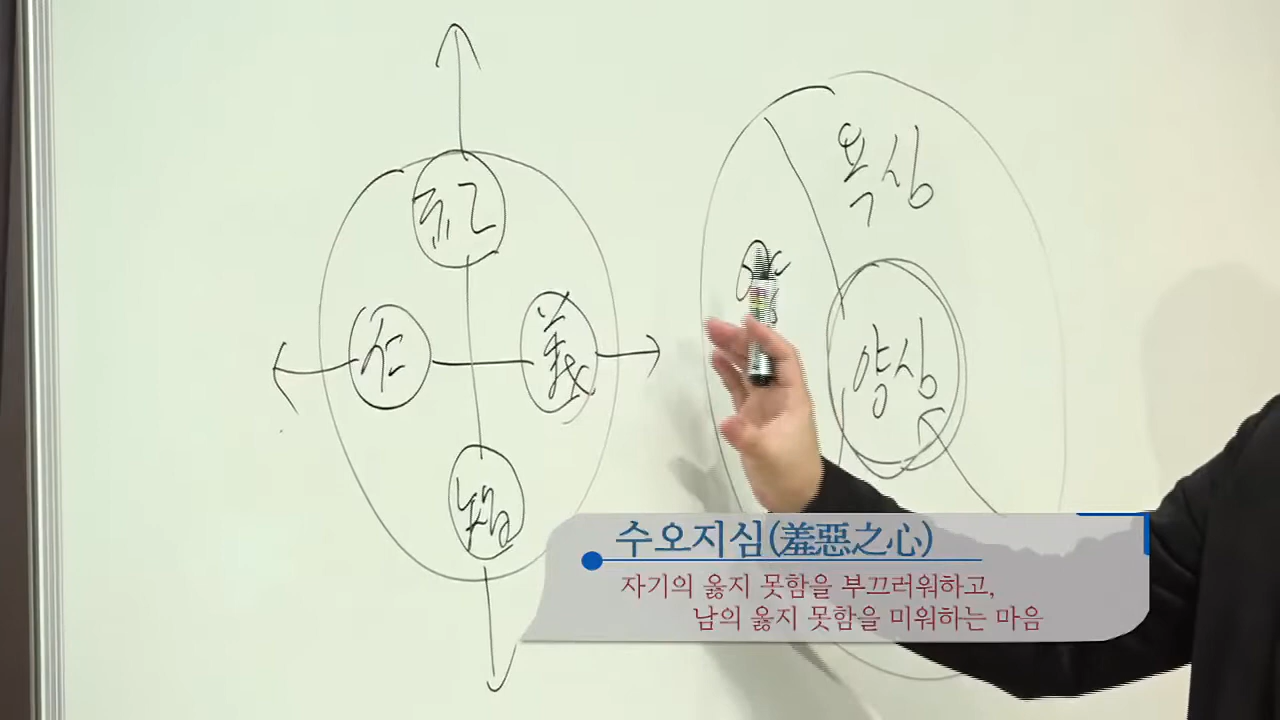 礼
仁
義
智
욕심
양심
수오지심(羞惡之心)
자기의 옳지 못함을 부끄러워하고,
남의 옳지 못함을 미워하는 마음